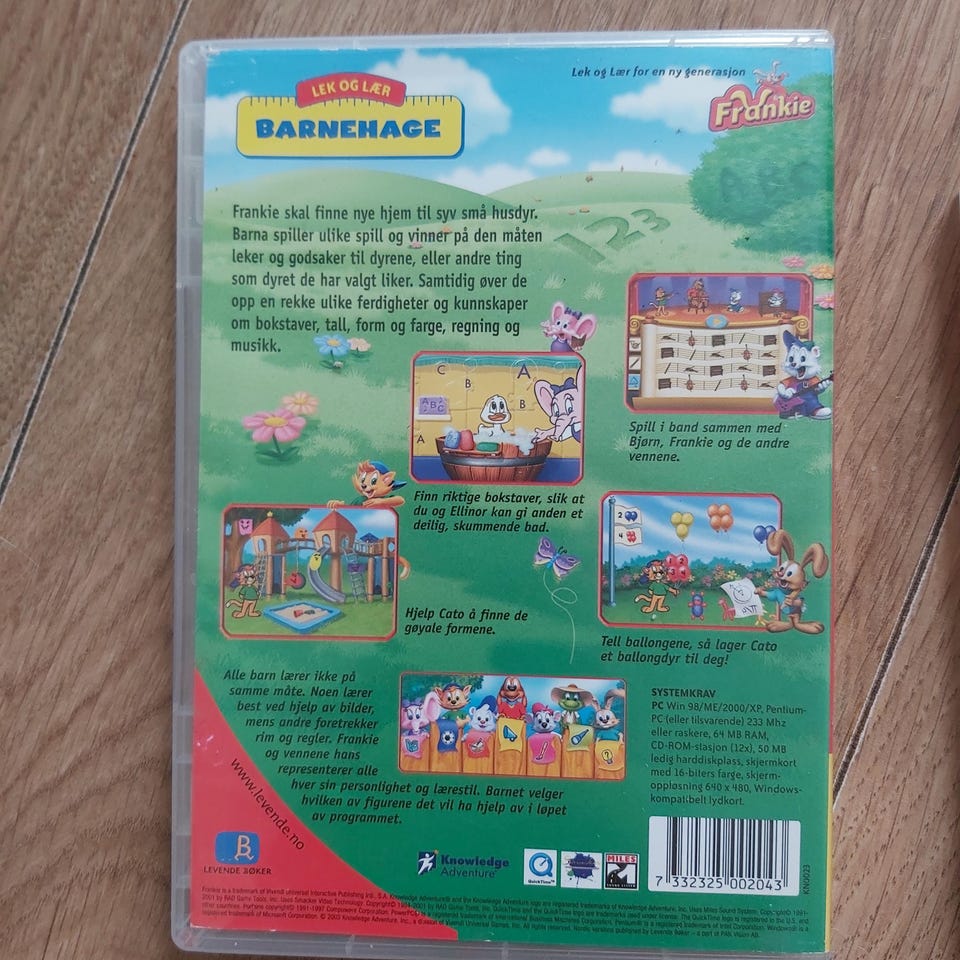 Lek og Lær for en ny generasjon
Frankie
LEK OG LÆR
BARNEHAGE
Frankie skal finne nye hjem til syv små husdyr.
Barna spiller ulike spill og vinner på den måten
leker og godsaker til dyrene, eller andre ting
som dyret de har valgt liker. Samtidig øver de
opp en rekke ulike ferdigheter og kunnskaper
om bokstaver, tall, form og farge, regning og
musikk.
123
ABC
Spill i band sammen med
Bjørn, Frankie og de andre
vennene.
C
B
A
A B C
B
A
Finn riktige bokstaver, slik at
du og Ellinor kan gi anden et
deilig, skummende bad.
2
4
Hjelp Cato å finne de
gøyale formene.
Tell ballongene, så lager Cato
et ballongdyr til deg!
Alle barn lærer ikke på
samme måte. Noen lærer
best ved hjelp av bilder,
mens andre foretrekker
rim og regler. Frankie
og vennene hans
representerer alle
hver sin personlighet og lærestil. Barnet velger
hvilken av figurene det vil ha hjelp av i løpet
av programmet.
SYSTEMKRAV
PC Win 98/ME/2000/XP, Pentium-
PC (eller tilsvarende) 233 Mhz
eller raskere, 64 MB RAM,
CD-ROM-stasjon (12x), 50 MB
ledig harddiskplass, skjermkort
med 16-biters farge, skjerm-
oppløsning 640 x 480, Windows-
kompatibelt lydkort.
www.levende.no
B
LEVENDE BØKER
Knowledge
Adventure
QuickTime
MILES
SOUND SYSTEM
7 332325 002043
KN0023